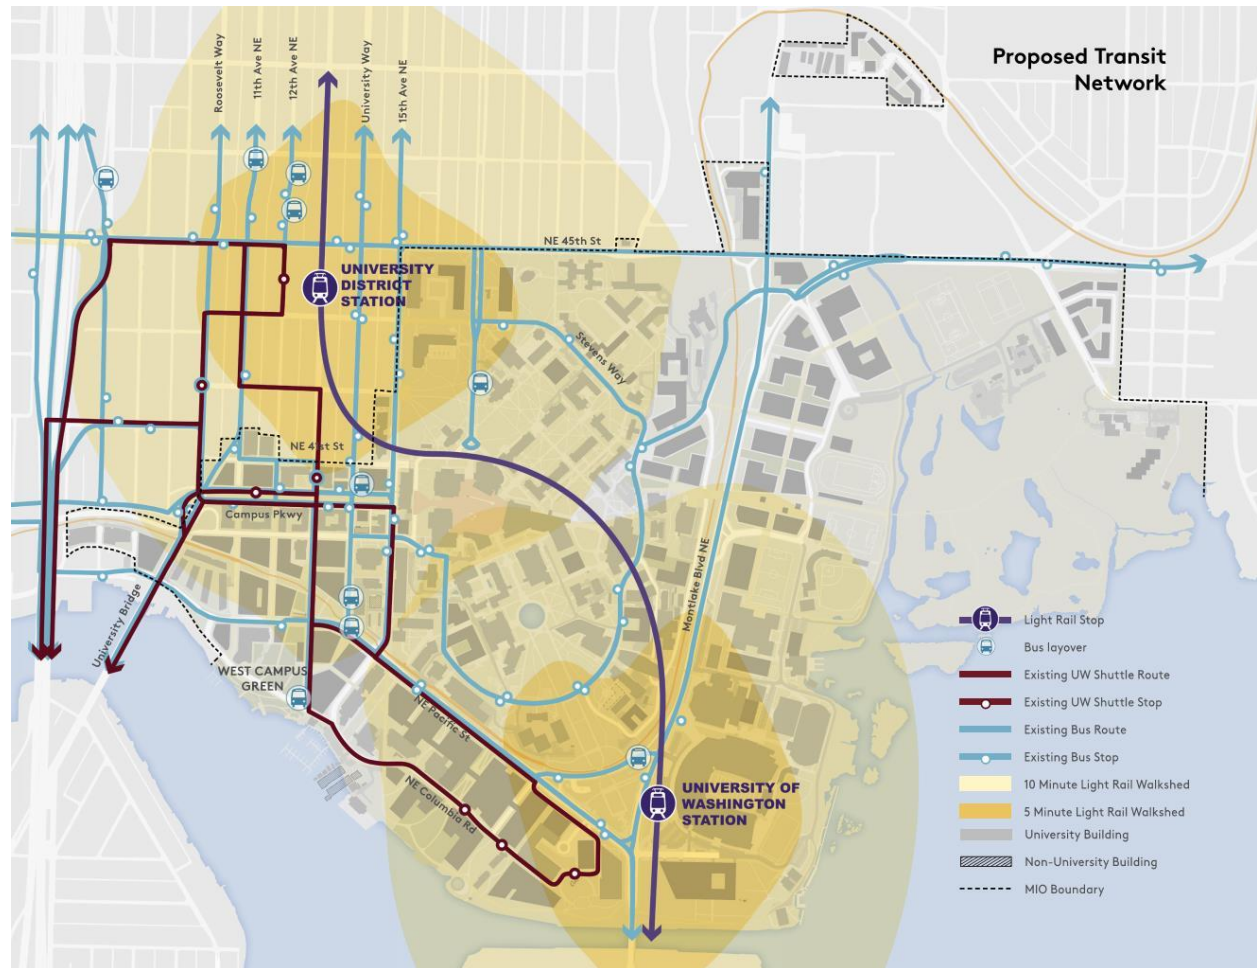 Proposed Transit
Network
Roosevelt Way
11th Ave NE
12th Ave NE
University Way
15th Ave NE
NE 45th St
UNIVERSITY
DISTRICT
STATION
Stevens Way
NE 41st St
Campus Pkwy
Montlake Blvd NE
University Bridge
WEST CAMPUS
GREEN
NE Pacific St
NE Columbia Rd
UNIVERSITY OF
WASHINGTON
STATION
Light Rail Stop
Bus layover
Existing UW Shuttle Route
Existing UW Shuttle Stop
Existing Bus Route
Existing Bus Stop
10 Minute Light Rail Walkshed
5 Minute Light Rail Walkshed
University Building
Non-University Building
MIO Boundary